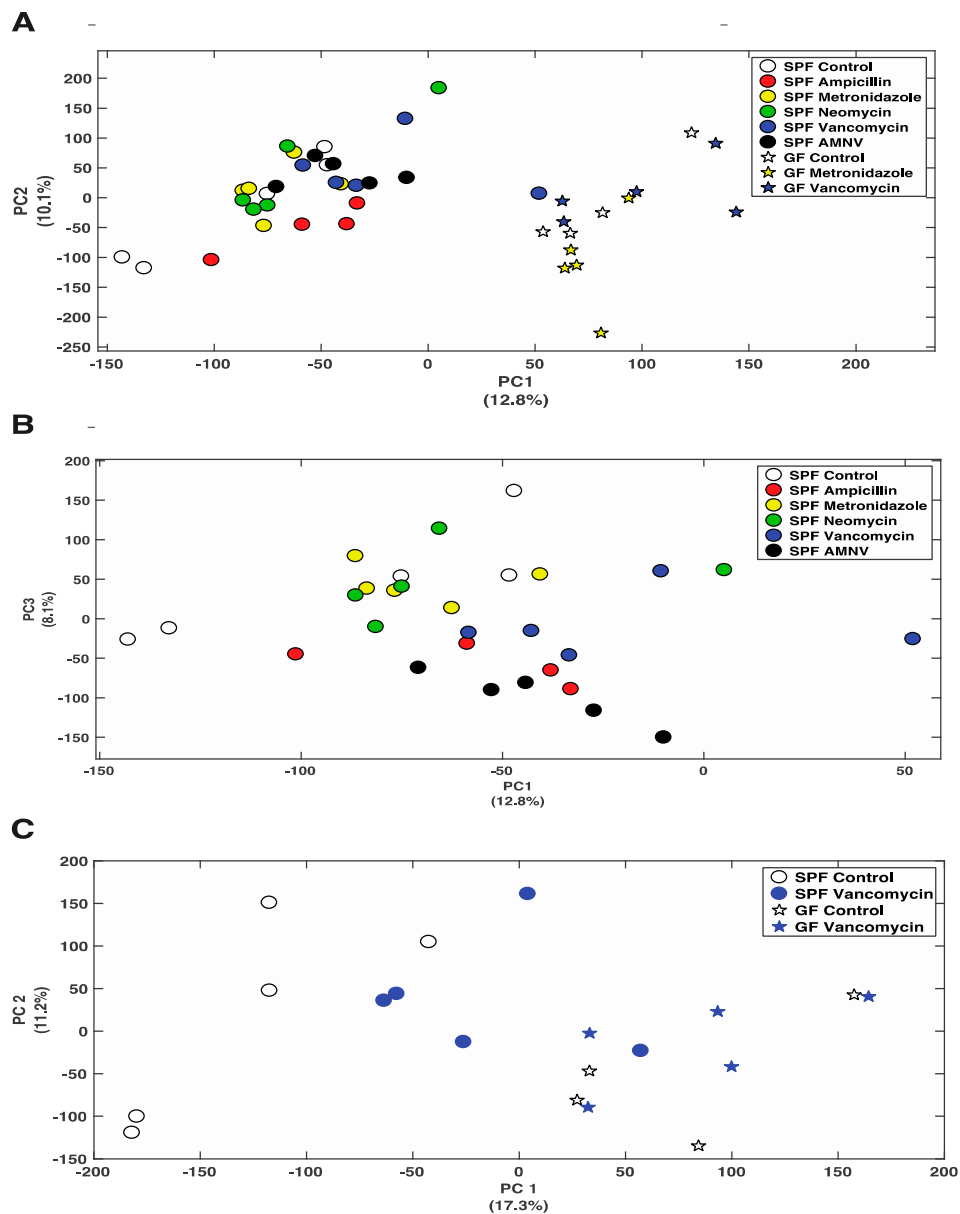 A
200
150
100
50
0
-50
-100
-150
-200
-250
PC2
(10.1%)
-150
-100
-50
0
50
100
150
200
PC1
(12.8%)
SPF Control
SPF Ampicillin
SPF Metronidazole
SPF Neomycin
SPF Vancomycin
SPF AMNV
GF Control
GF Metronidazole
GF Vancomycin
B
200
150
100
50
0
-50
-100
-150
PC3
(8.1%)
-150
-100
-50
0
50
PC1
(12.8%)
SPF Control
SPF Ampicillin
SPF Metronidazole
SPF Neomycin
SPF Vancomycin
SPF AMNV
C
200
150
100
50
0
-50
-100
-150
PC 2
(11.2%)
-200
-150
-100
-50
0
50
100
150
200
PC 1
(17.3%)
SPF Control
SPF Vancomycin
GF Control
GF Vancomycin